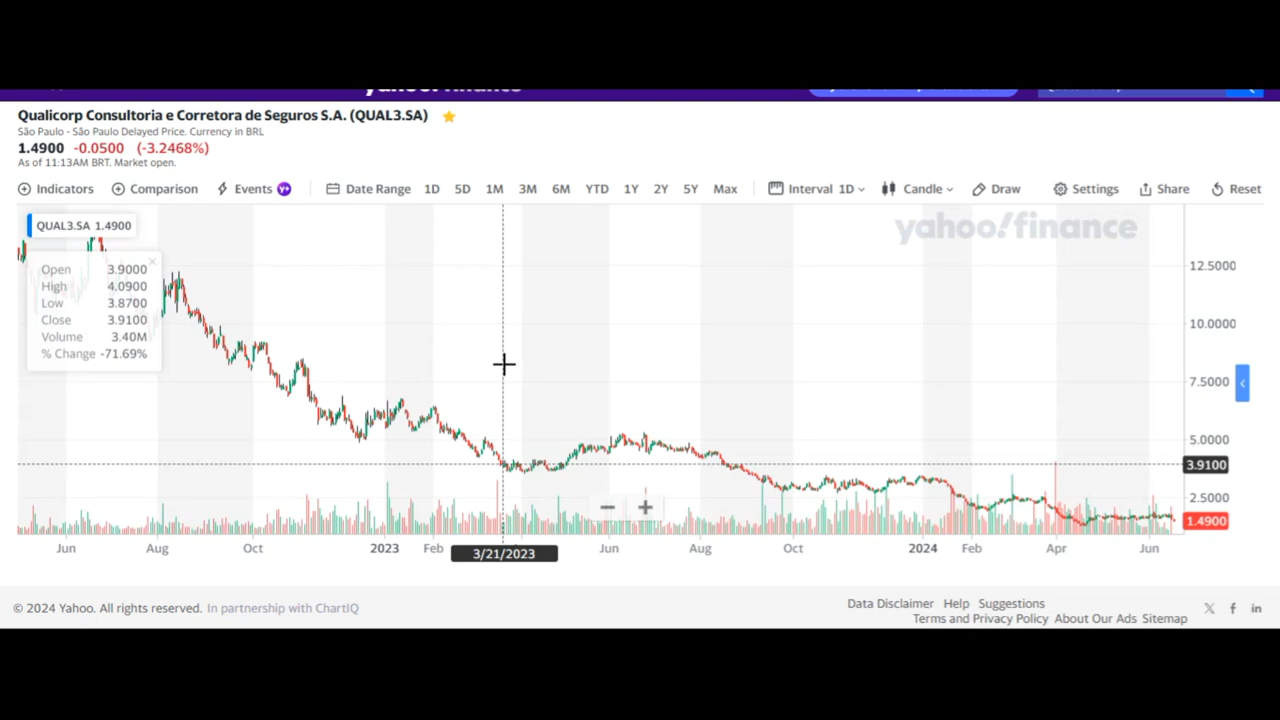 yahoo!finance
Qualicorp Consultoria e Corretora de Seguros S.A. (QUAL3.SA)
São Paulo - São Paulo Delayed Price. Currency in BRL
1.4900 -0.0500 (-3.2468%)
As of 11:13AM BRT. Market open.
Indicators Comparison Events Y+ Date Range 1D 5D 1M 3M 6M YTD 1Y 2Y 5Y Max Interval 1D Candle Draw Settings Share Reset
QUAL3.SA 1.4900
yahoo!finance
Open 3.9000
High 4.0900
Low 3.8700
Close 3.9100
Volume 3.40M
% Change -71.69%
12.5000
10.0000
7.5000
5.0000
3.9100
2.5000
1.4900
Jun Aug Oct 2023 Feb 3/21/2023 Jun Aug Oct 2024 Feb Apr Jun
© 2024 Yahoo. All rights reserved. In partnership with ChartIQ
Data Disclaimer Help Suggestions
Terms and Privacy Policy About Our Ads Sitemap